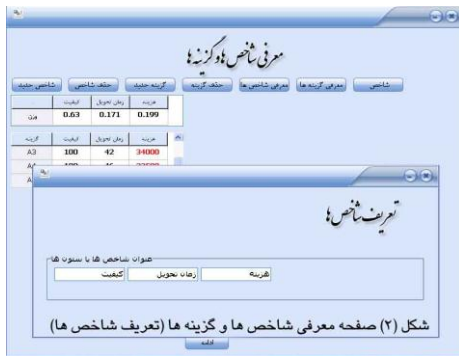 معرفی شاخص ها و گزینه ها
شاخص معرفی گزینه ها معرفی شاخص ها حذف گزینه گزینه جدید حذف شاخص شاخص جدید
هزینه زمان تحویل کیفیت
وزن 0.63 0.171 0.199
هزینه زمان تحویل کیفیت گزینه
A3 100 42 34000
تعریف شاخص ها
عنوان شاخص ها یا ستون ها
هزینه زمان تحویل کیفیت
شکل (۲) صفحه معرفی شاخص ها و گزینه ها (تعریف شاخص ها)
ادامه